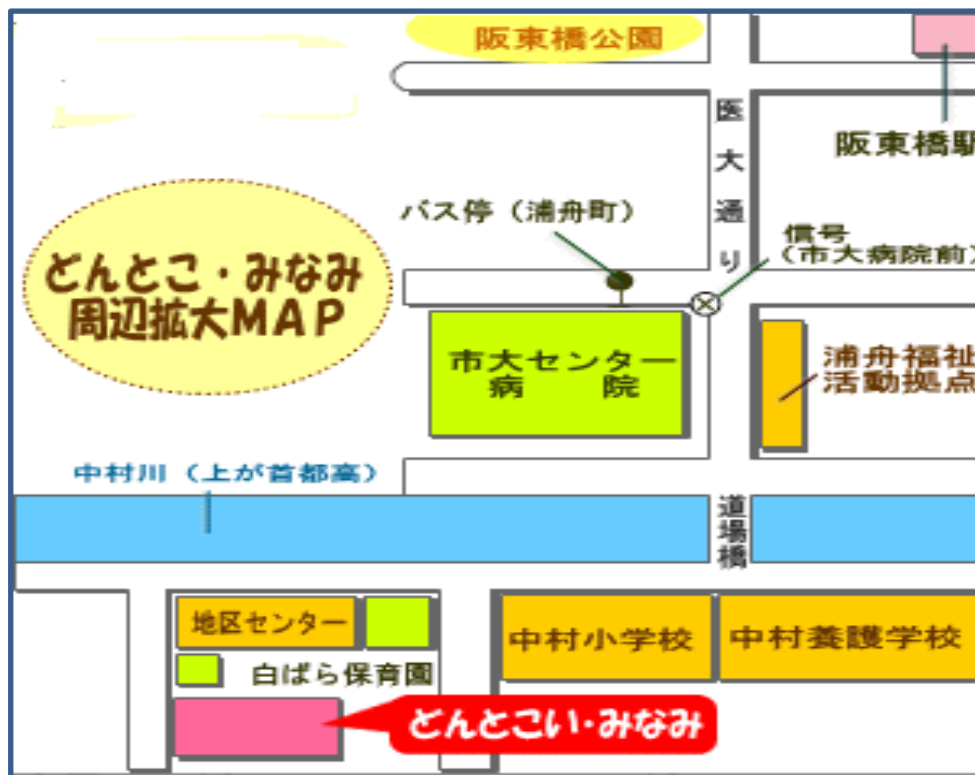 阪東橋公園
医大通り
阪東橋駅
バス停（浦舟町）
信号
（市大病院前）
どんとこ・みなみ
周辺拡大ＭＡＰ
市大センター
病　　院
浦舟福祉
活動拠点
中村川（上が首都高）
道場橋
地区センター
中村小学校
中村養護学校
白ばら保育園
どんとこい・みなみ